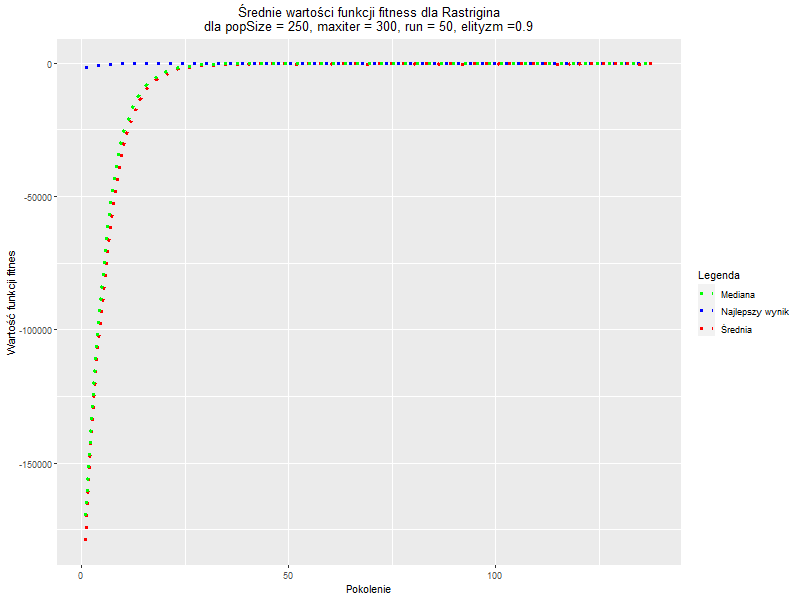 Średnie wartości funkcji fitness dla Rastrigina
dla popSize = 250, maxiter = 300, run = 50, elityzm =0.9
0
-50000
-100000
-150000
Wartość funkcji fitnes
0
50
100
Pokolenie
Legenda
Mediana
Najlepszy wynik
Średnia